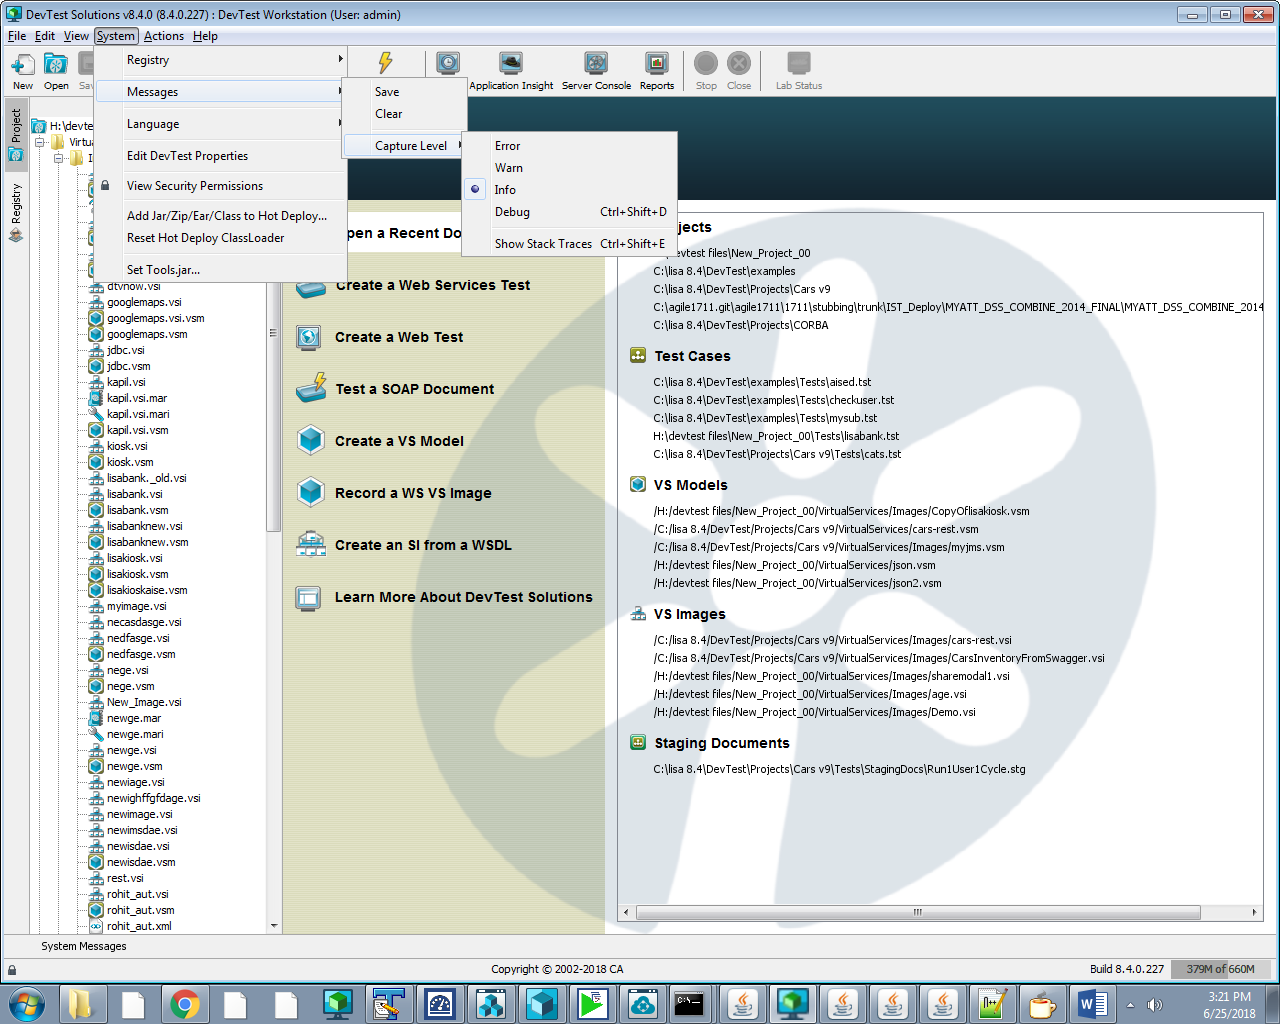 DevTest Solutions v8.4.0 (8.4.0.227) : DevTest Workstation (User: admin)
File Edit View System Actions Help
New Open Application Insight Server Console Reports Stop Close Lab Status
Registry
Messages
Language
Edit DevTest Properties
View Security Permissions
Add Jar/Zip/Ear/Class to Hot Deploy...
Reset Hot Deploy ClassLoader
Set Tools.jar...
Save
Clear
Capture Level
Error
Warn
Info
Debug Ctrl+Shift+D
Show Stack Traces Ctrl+Shift+E
Project
Registry
H:\devte
Virtua
dtvnow.vsi
googlemaps.vsi
googlemaps.vsi.vsm
googlemaps.vsm
jdbc.vsi
jdbc.vsm
kapil.vsi
kapil.vsi.mar
kapil.vsi.mari
kapil.vsi.vsm
kiosk.vsi
kiosk.vsm
lisabank._old.vsi
lisabank.vsi
lisabank.vsm
lisabanknew.vsi
lisabanknew.vsm
lisakiosk.vsi
lisakiosk.vsm
lisakioskaise.vsm
myimage.vsi
necasdasge.vsi
nedfasge.vsi
nedfasge.vsm
nege.vsi
nege.vsm
New_Image.vsi
newge.mar
newge.mari
newge.vsi
newge.vsm
newiage.vsi
newighffgfdage.vsi
newimage.vsi
newimsdae.vsi
newisdae.vsi
newisdae.vsm
rest.vsi
rohit_aut.vsi
rohit_aut.vsm
rohit_aut.xml
pen a Recent Do
Create a Web Services Test
Create a Web Test
Test a SOAP Document
Create a VS Model
Record a WS VS Image
Create an SI from a WSDL
Learn More About DevTest Solutions
jects
devtest files\New_Project_00
C:\lisa 8.4\DevTest\examples
C:\lisa 8.4\DevTest\Projects\Cars v9
C:\agile1711.git\agile1711\1711\stubbing\trunk\IST_Deploy\MYATT_DSS_COMBINE_2014_FINAL\MYATT_DSS_COMBINE_2014
C:\lisa 8.4\DevTest\Projects\CORBA
Test Cases
C:\lisa 8.4\DevTest\examples\Tests\aised.tst
C:\lisa 8.4\DevTest\examples\Tests\checkuser.tst
C:\lisa 8.4\DevTest\examples\Tests\mysub.tst
H:\devtest files\New_Project_00\Tests\lisabank.tst
C:\lisa 8.4\DevTest\Projects\Cars v9\Tests\cats.tst
VS Models
/H:/devtest files/New_Project_00/VirtualServices/Images/CopyOflisakiosk.vsm
/C:/lisa 8.4/DevTest/Projects/Cars v9/VirtualServices/cars-rest.vsm
/C:/lisa 8.4/DevTest/Projects/Cars v9/VirtualServices/Images/myjms.vsm
/H:/devtest files/New_Project_00/VirtualServices/json.vsm
/H:/devtest files/New_Project_00/VirtualServices/json2.vsm
VS Images
/C:/lisa 8.4/DevTest/Projects/Cars v9/VirtualServices/Images/cars-rest.vsi
/C:/lisa 8.4/DevTest/Projects/Cars v9/VirtualServices/Images/CarsInventoryFromSwagger.vsi
/H:/devtest files/New_Project_00/VirtualServices/Images/sharemodal1.vsi
/H:/devtest files/New_Project_00/VirtualServices/Images/age.vsi
/H:/devtest files/New_Project_00/VirtualServices/Images/Demo.vsi
Staging Documents
C:\lisa 8.4\DevTest\Projects\Cars v9\Tests\StagingDocs\Run1User1Cycle.stg
System Messages
Copyright © 2002-2018 CA
Build 8.4.0.227 379M of 660M
3:21 PM
6/25/2018